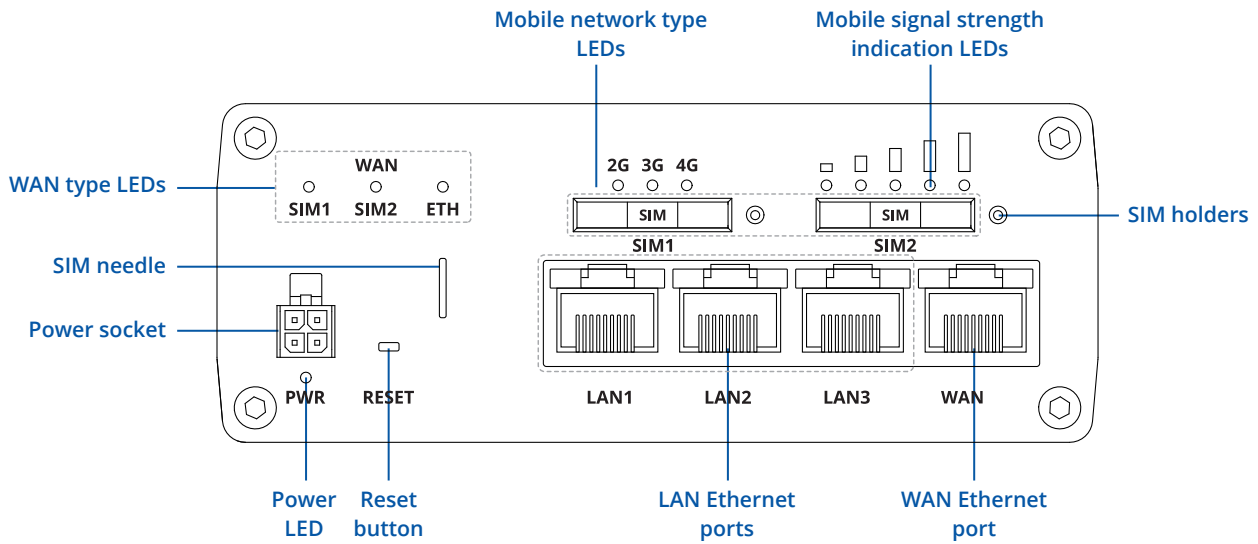 Mobile network type
LEDs
Mobile signal strength
indication LEDs
WAN
2G 3G 4G
WAN type LEDs
SIM1 SIM2 ETH
SIM
SIM
SIM holders
SIM1
SIM2
SIM needle
Power socket
PWR
RESET
LAN1
LAN2
LAN3
WAN
Power
LED
Reset
button
LAN Ethernet
ports
WAN Ethernet
port